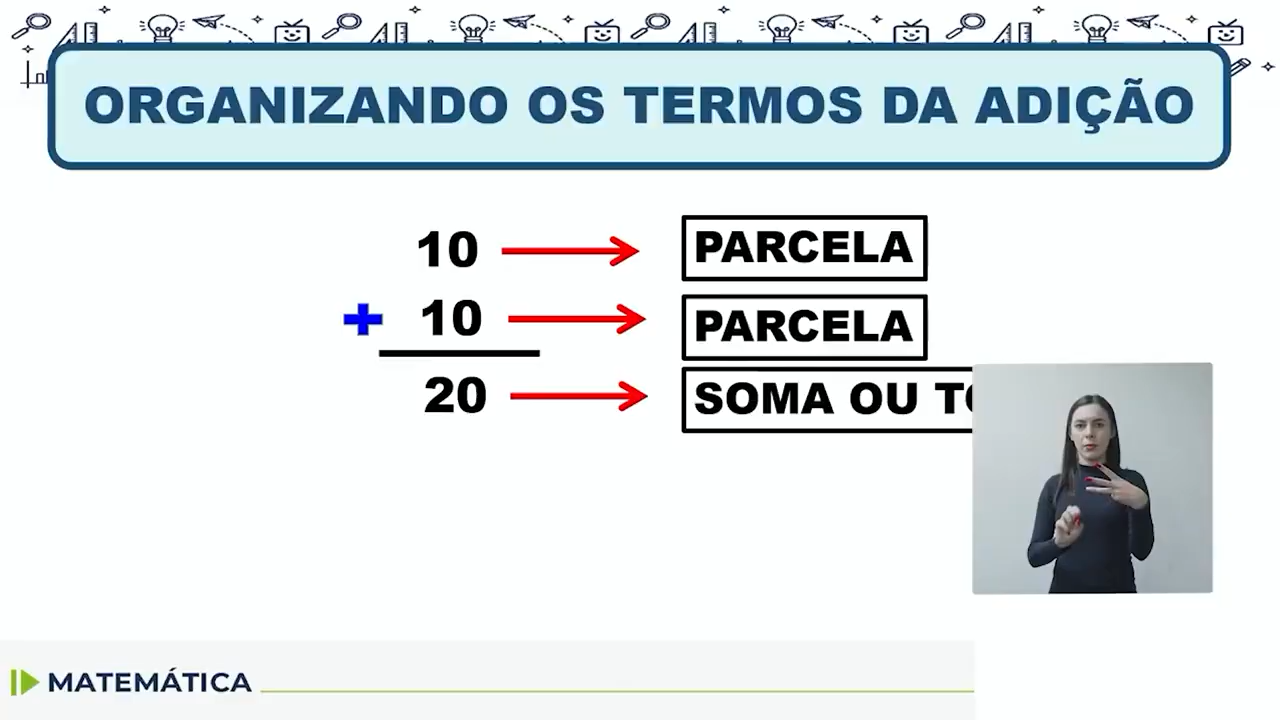 ORGANIZANDO OS TERMOS DA ADIÇÃO
10 PARCELA
+ 10 PARCELA
20 SOMA OU
MATEMÁTICA